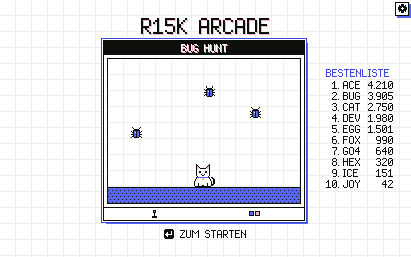 R15K ARCADE
BUG HUNT
BESTENLISTE
1. ACE 4.210
2. BUG 3.905
3. CAT 2.750
4. DEV 1.980
5. EGG 1.501
6. FOX 990
7. GO4 640
8. HEX 320
9. ICE 151
10. JOY 42
ZUM STARTEN